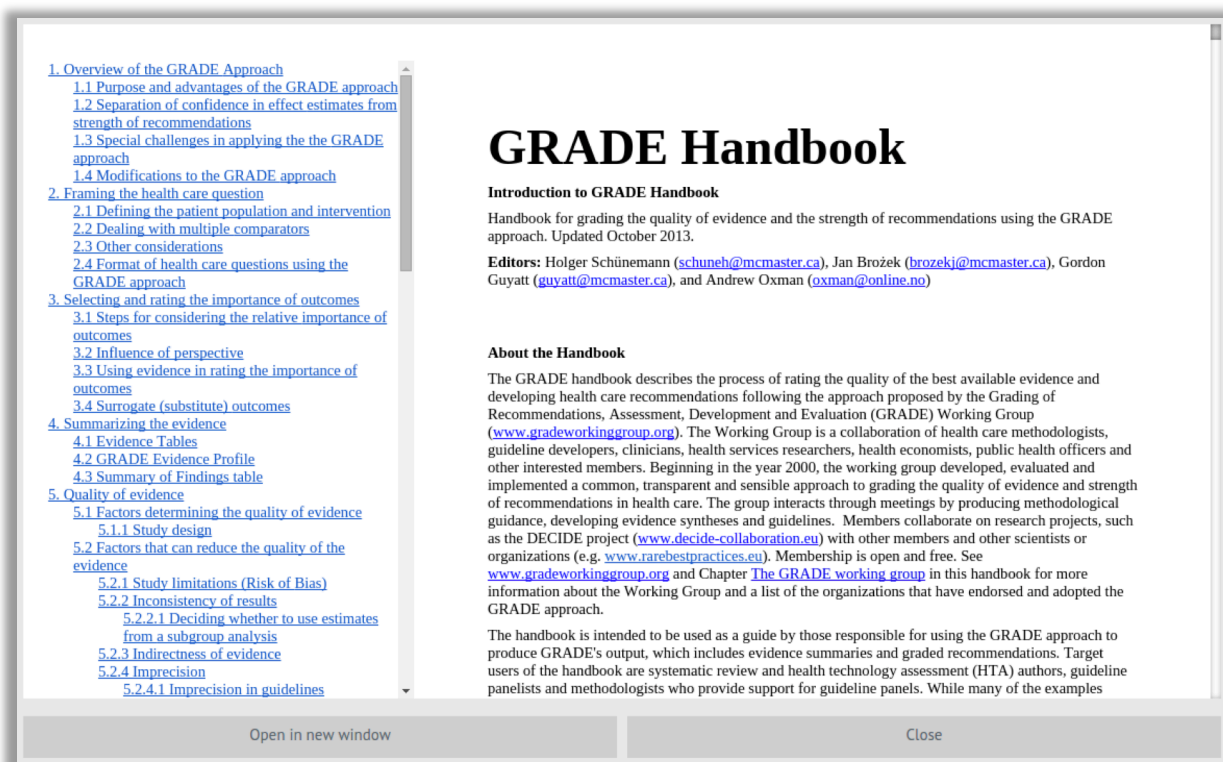 1. Overview of the GRADE Approach
1.1 Purpose and advantages of the GRADE approach
1.2 Separation of confidence in effect estimates from
strength of recommendations
1.3 Special challenges in applying the the GRADE
approach
1.4 Modifications to the GRADE approach
2. Framing the health care question
2.1 Defining the patient population and intervention
2.2 Dealing with multiple comparators
2.3 Other considerations
2.4 Format of health care questions using the
GRADE approach
3. Selecting and rating the importance of outcomes
3.1 Steps for considering the relative importance of
outcomes
3.2 Influence of perspective
3.3 Using evidence in rating the importance of
outcomes
3.4 Surrogate (substitute) outcomes
4. Summarizing the evidence
4.1 Evidence Tables
4.2 GRADE Evidence Profile
4.3 Summary of Findings table
5. Quality of evidence
5.1 Factors determining the quality of evidence
5.1.1 Study design
5.2 Factors that can reduce the quality of the
evidence
5.2.1 Study limitations (Risk of Bias)
5.2.2 Inconsistency of results
5.2.2.1 Deciding whether to use estimates
from a subgroup analysis
5.2.3 Indirectness of evidence
5.2.4 Imprecision
5.2.4.1 Imprecision in guidelines
GRADE Handbook
Introduction to GRADE Handbook
Handbook for grading the quality of evidence and the strength of recommendations using the GRADE
approach. Updated October 2013.
Editors: Holger Schünemann (schuneh@mcmaster.ca), Jan Brożek (brozekj@mcmaster.ca), Gordon
Guyatt (guyatt@mcmaster.ca), and Andrew Oxman (oxman@online.no)
About the Handbook
The GRADE handbook describes the process of rating the quality of the best available evidence and
developing health care recommendations following the approach proposed by the Grading of
Recommendations, Assessment, Development and Evaluation (GRADE) Working Group
(www.gradeworkinggroup.org). The Working Group is a collaboration of health care methodologists,
guideline developers, clinicians, health services researchers, health economists, public health officers and
other interested members. Beginning in the year 2000, the working group developed, evaluated and
implemented a common, transparent and sensible approach to grading the quality of evidence and strength
of recommendations in health care. The group interacts through meetings by producing methodological
guidance, developing evidence syntheses and guidelines.  Members collaborate on research projects, such
as the DECIDE project (www.decide-collaboration.eu) with other members and other scientists or
organizations (e.g. www.rarebestpractices.eu). Membership is open and free. See
www.gradeworkinggroup.org and Chapter The GRADE working group in this handbook for more
information about the Working Group and a list of the organizations that have endorsed and adopted the
GRADE approach.
The handbook is intended to be used as a guide by those responsible for using the GRADE approach to
produce GRADE's output, which includes evidence summaries and graded recommendations. Target
users of the handbook are systematic review and health technology assessment (HTA) authors, guideline
panelists and methodologists who provide support for guideline panels. While many of the examples
Open in new window
Close